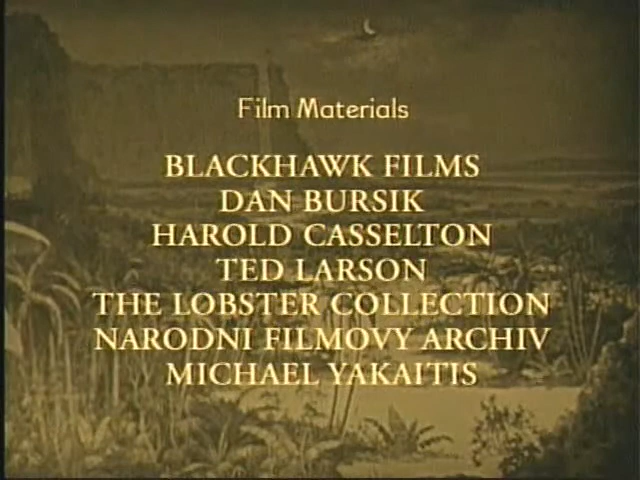 Film Materials
BLACKHAWK FILMS
DAN BURSIK
HAROLD CASSELTON
TED LARSON
THE LOBSTER COLLECTION
NARODNI FILMOVY ARCHIV
MICHAEL YAKAITIS